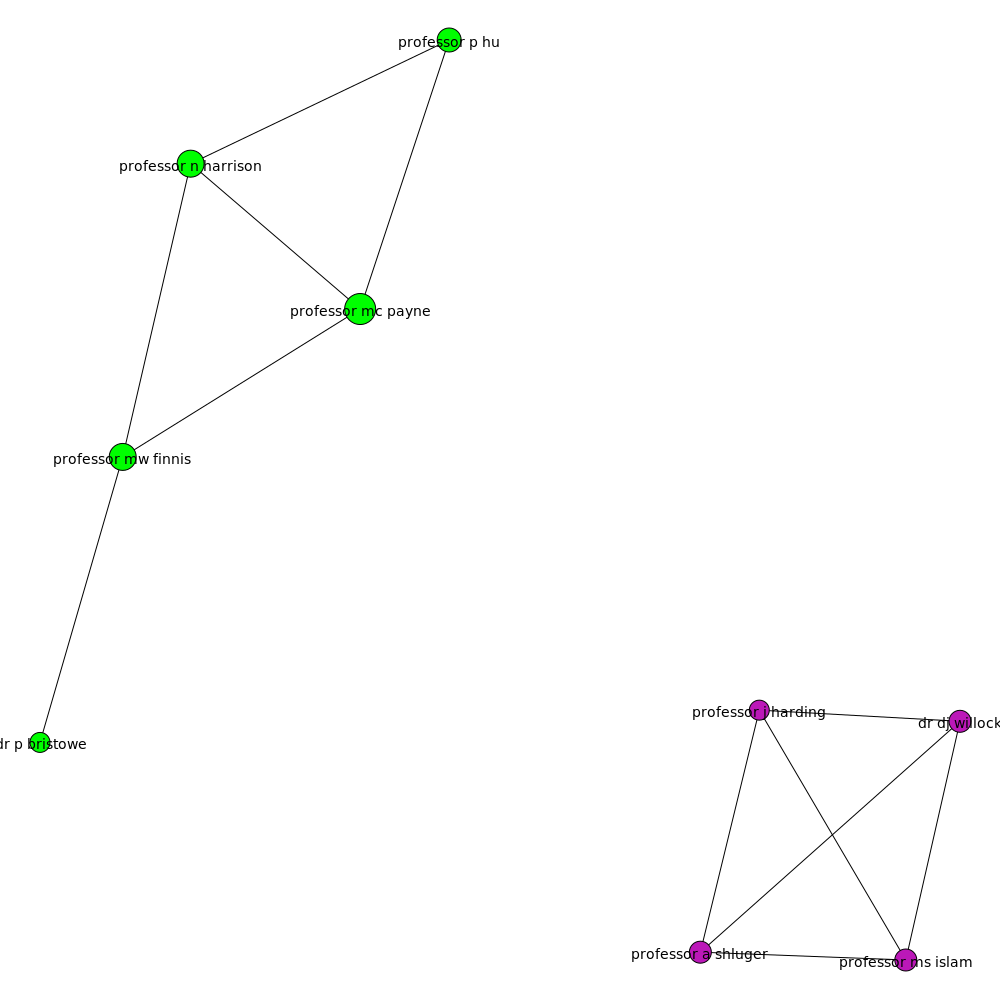 professor p hu
professor n harrison
professor mc payne
professor mw finnis
dr p bristowe
professor j harding
dr dj willock
professor a shluger
professor ms islam